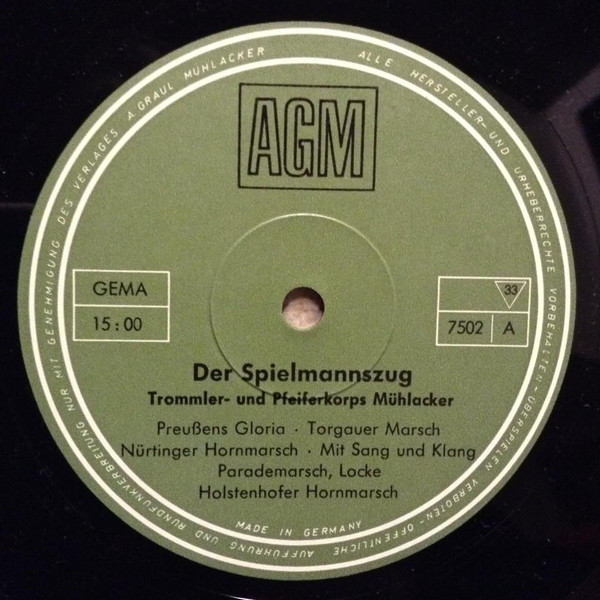 ALLE HERSTELLER- UND URHEBERRECHTE VORBEHALTEN - ÜBERSPIELEN VERBOTEN - ÖFFENTLICHE AUFFÜHRUNG UND RUNDFUNKVERBREITUNG NUR MIT GENEHMIGUNG DES VERLAGES A. GRAUL MÜHLACKER
AGM
GEMA
15:00
33
7502 A
Der Spielmannszug
Trommler- und Pfeiferkorps Mühlacker
Preußens Gloria · Torgauer Marsch
Nürtinger Hornmarsch · Mit Sang und Klang
Parademarsch, Locke
Holstenhofer Hornmarsch
MADE IN GERMANY